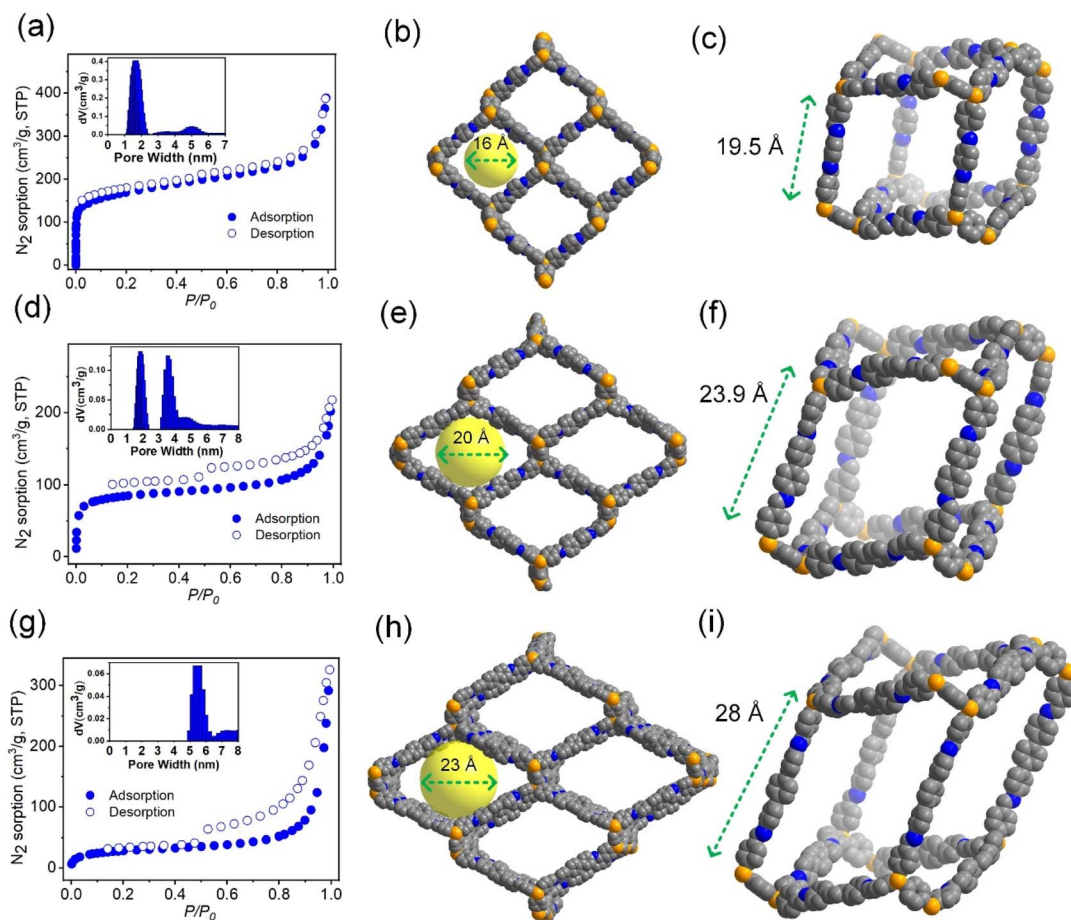 (a)
N2 sorption (cm3/g, STP)
400
300
200
100
0
0.0 0.2 0.4 0.6 0.8 1.0
P/P0
Adsorption
Desorption
dV(cm3/g)
0.4
0.3
0.2
0.1
0.0
0 1 2 3 4 5 6 7
Pore Width (nm)
(b)
16 Å
(c)
19.5 Å
(d)
N2 sorption (cm3/g, STP)
200
100
0
0.0 0.2 0.4 0.6 0.8 1.0
P/P0
Adsorption
Desorption
dV(cm3/g)
0.15
0.10
0.05
0.00
0 1 2 3 4 5 6 7 8
Pore Width (nm)
(e)
20 Å
(f)
23.9 Å
(g)
N2 sorption (cm3/g, STP)
300
200
100
0
0.0 0.2 0.4 0.6 0.8 1.0
P/P0
Adsorption
Desorption
dV(cm3/g)
0.06
0.04
0.02
0.00
0 1 2 3 4 5 6 7 8
Pore Width (nm)
(h)
23 Å
(i)
28 Å